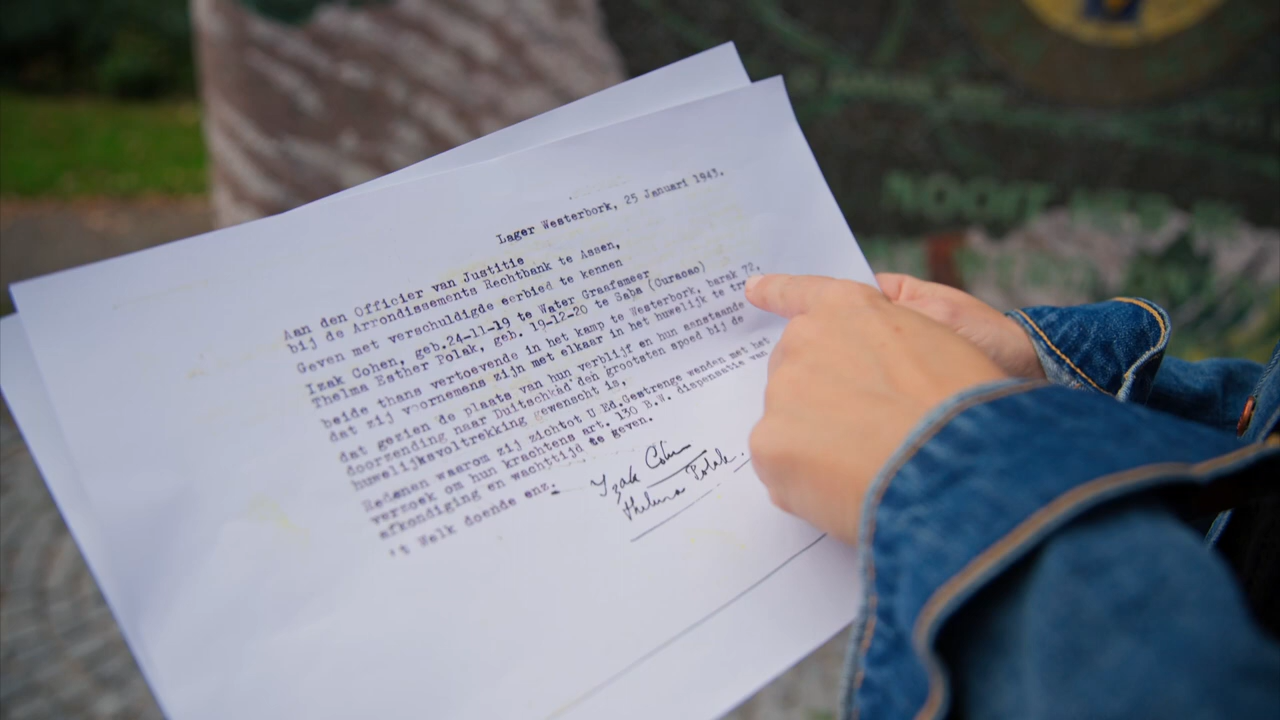 Lager Westerbork, 25 Januari 1943.
Aan den Officier van Justitie
bij de Arrondissements Rechtbank te Assen,
Geven met verschuldigde eerbied te kennen
Izak Cohen, geb.24-11-19 te Water Graafsmeer
Thelma Esther Polak, geb. 19-12-20 te Saba (Curacao)
beide thans vertoevende in het kamp te Westerbork, barak 72,
dat zij voornemens zijn met elkaar in het huwelijk te
dat gezien de plaats van hun verblijf en hun aanstaande
doorzending naar Duitschland den grootsten spoed bij de
huwelijksvoltrekking gewenscht is,
Redenen waarom zij zichtot U Ed.Gestrenge wenden met het
verzoek om hun krachtens art. 130 B.W. dispensatie van
afkondiging en wachttijd te geven.
't Welk doende enz.
Izak Cohen
Thelma Polak.
NOOIT